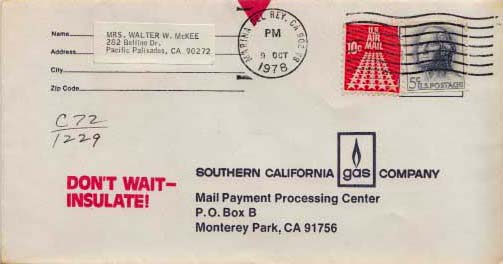 Name
MRS. WALTER W. McKEE
Address
282 Bellino Dr.
Pacific Palisades, CA. 90272
City
Zip Code
MARINA DEL REY, CA 902
PM
9 OCT
1978
10c
U.S.
AIR
MAIL
5c U.S. POSTAGE
C72
1229
DON'T WAIT–
INSULATE!
SOUTHERN CALIFORNIA gas COMPANY
Mail Payment Processing Center
P.O. Box B
Monterey Park, CA 91756